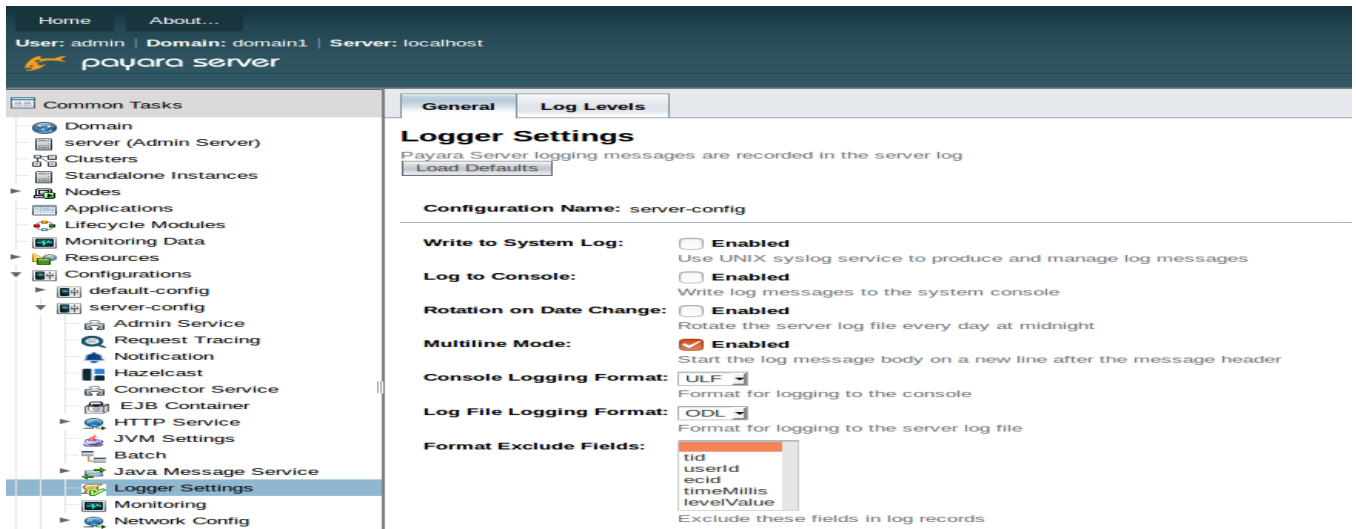 Home About...
User: admin | Domain: domain1 | Server: localhost
payara server
Common Tasks
Domain
server (Admin Server)
Clusters
Standalone Instances
Nodes
Applications
Lifecycle Modules
Monitoring Data
Resources
Configurations
default-config
server-config
Admin Service
Request Tracing
Notification
Hazelcast
Connector Service
EJB Container
HTTP Service
JVM Settings
Batch
Java Message Service
Logger Settings
Monitoring
Network Config
General Log Levels
Logger Settings
Payara Server logging messages are recorded in the server log
Load Defaults
Configuration Name: server-config
Write to System Log: Enabled
Use UNIX syslog service to produce and manage log messages
Log to Console: Enabled
Write log messages to the system console
Rotation on Date Change: Enabled
Rotate the server log file every day at midnight
Multiline Mode: Enabled
Start the log message body on a new line after the message header
Console Logging Format: ULF
Format for logging to the console
Log File Logging Format: ODL
Format for logging to the server log file
Format Exclude Fields:
tid
userId
ecid
timeMillis
levelValue
Exclude these fields in log records